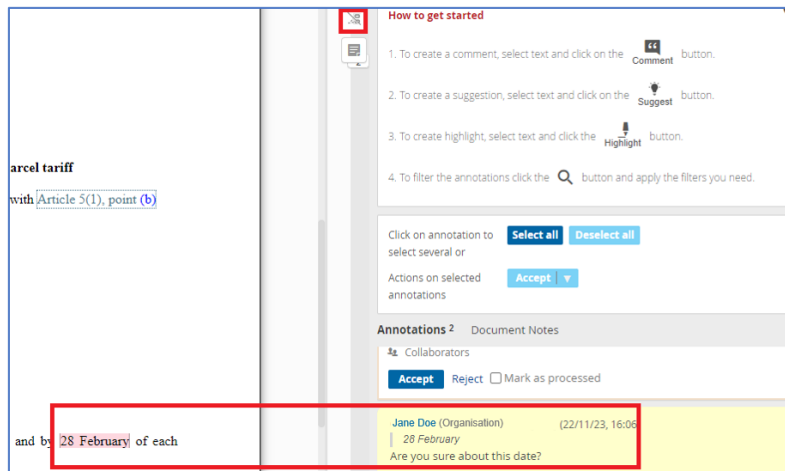 How to get started
1. To create a comment, select text and click on the Comment button.
2. To create a suggestion, select text and click on the Suggest button.
3. To create highlight, select text and click the Highlight button.
4. To filter the annotations click the button and apply the filters you need.
arcel tariff
with Article 5(1), point (b)
Click on annotation to
select several or
Select all Deselect all
Actions on selected
annotations
Accept
Annotations 2 Document Notes
Collaborators
Accept Reject Mark as processed
and by 28 February of each
Jane Doe (Organisation) (22/11/23, 16:06
28 February
Are you sure about this date?